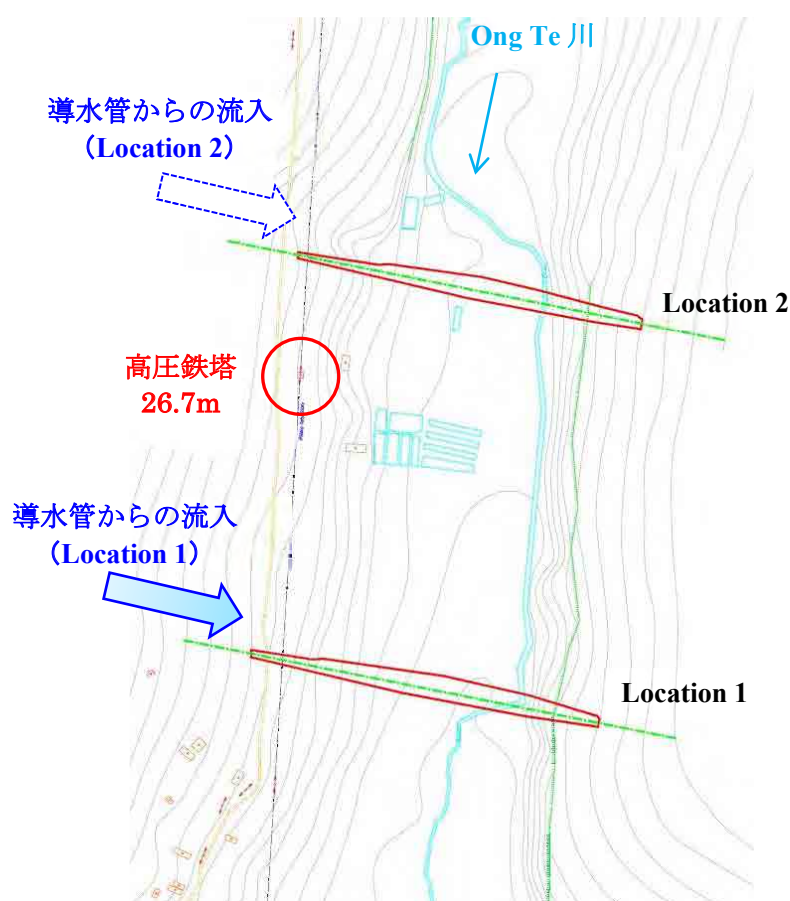 Ong Te 川
導水管からの流入
（Location 2）
Location 2
高圧鉄塔
26.7m
導水管からの流入
（Location 1）
Location 1